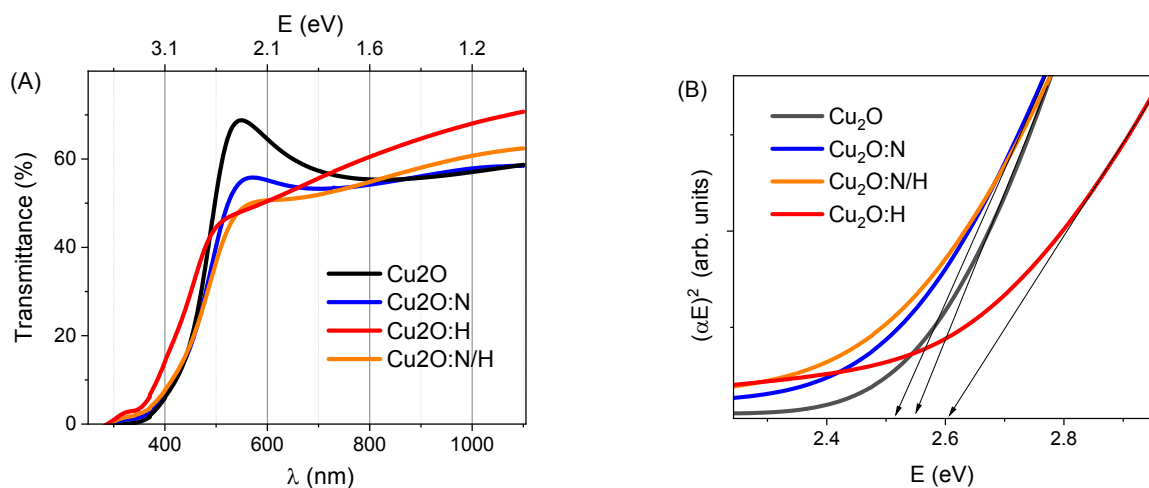 (A)
E (eV)
3.1 2.1 1.6 1.2
Transmittance (%)
60
40
20
0
Cu2O
Cu2O:N
Cu2O:H
Cu2O:N/H
400 600 800 1000
λ (nm)
(B)
(αE)² (arb. units)
Cu₂O
Cu₂O:N
Cu₂O:N/H
Cu₂O:H
2.4 2.6 2.8
E (eV)